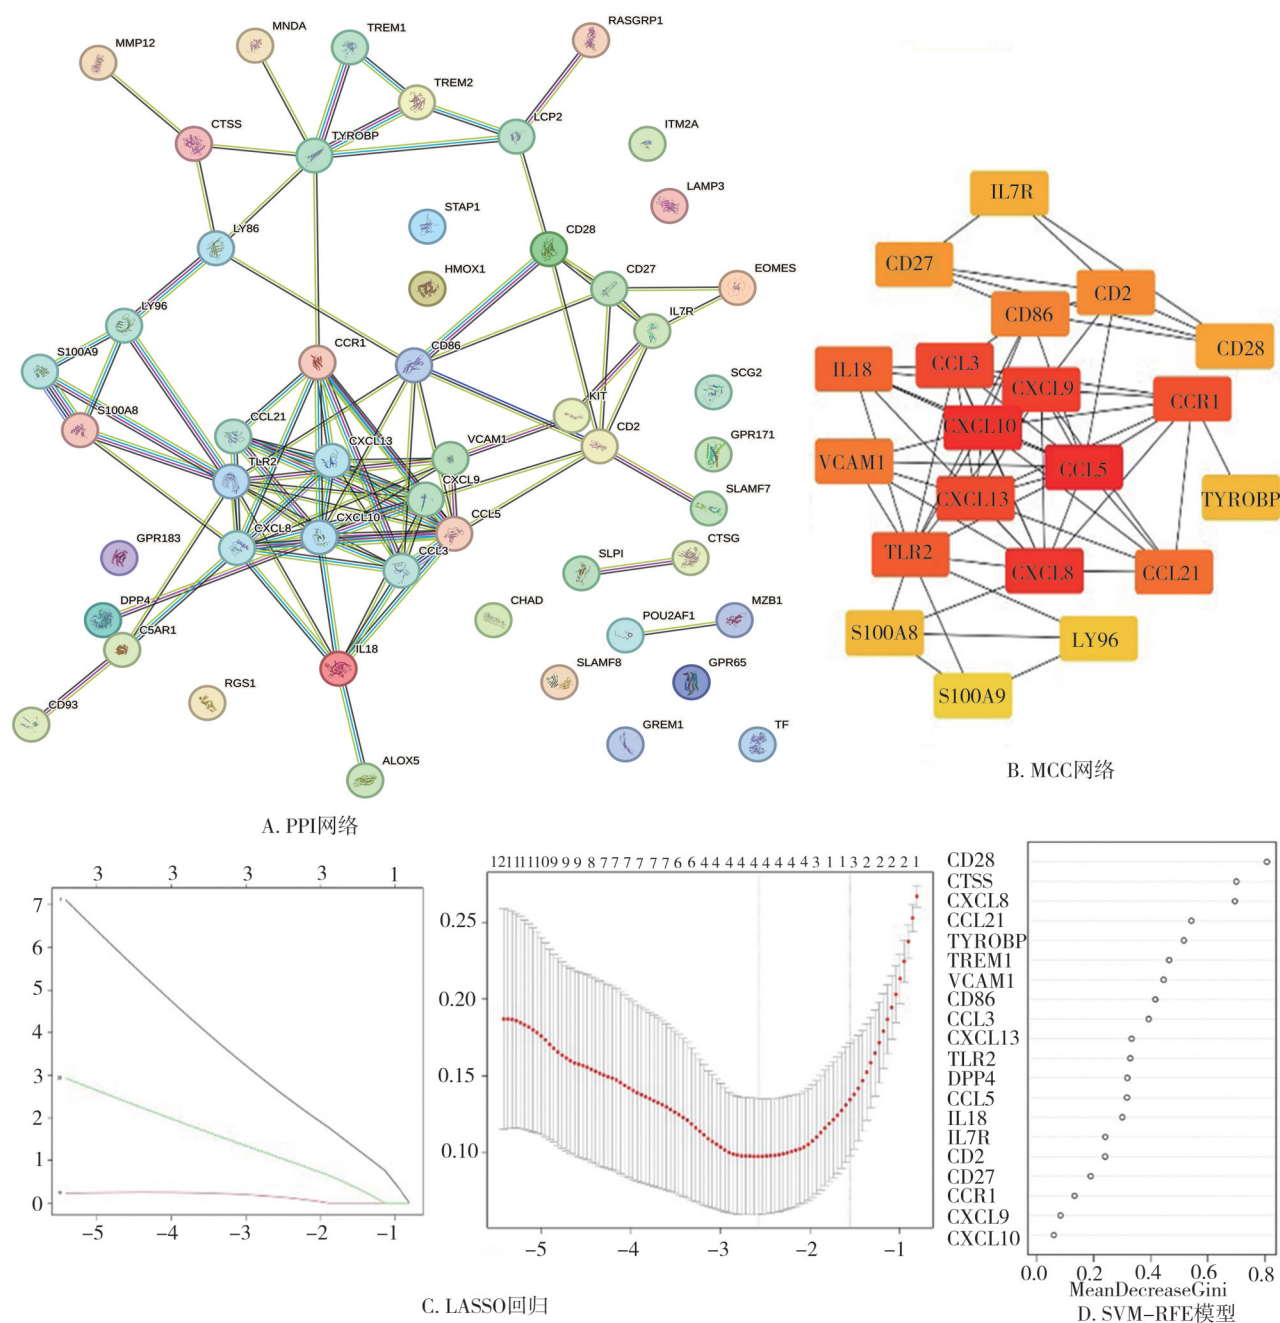 MMP12
MNDA
TREM1
RASGRP1
TREM2
CTSS
TYROBP
LCP2
ITM2A
LAMP3
STAP1
LY86
CD28
HMOX1
CD27
EOMES
LY96
IL7R
S100A9
CCR1
CD86
SCG2
S100A8
KIT
CCL21
CXCL13
VCAM1
CD2
GPR171
TLR2
CXCL9
SLAMF7
CXCL8
CXCL10
CCL5
GPR183
CCL3
SLPI
CTSG
DPP4
CHAD
POU2AF1
MZB1
C5AR1
IL18
SLAMF8
GPR65
RGS1
CD93
GREM1
TF
ALOX5
A. PPI网络
IL7R
CD27
CD2
CD86
CD28
IL18
CCL3
CXCL9
CCR1
CXCL10
VCAM1
CCL5
TYROBP
CXCL13
TLR2
CXCL8
CCL21
S100A8
LY96
S100A9
B. MCC网络
3 3 3 3 1
7
6
5
4
3
2
1
0
-5 -4 -3 -2 -1
12 11 11 11 10 9 9 9 8 7 7 7 7 7 7 6 6 4 4 4 4 4 4 4 4 4 3 1 1 3 2 2 2 2 1
0.25
0.20
0.15
0.10
-5 -4 -3 -2 -1
C. LASSO回归
CD28
CTSS
CXCL8
CCL21
TYROBP
TREM1
VCAM1
CD86
CCL3
CXCL13
TLR2
DPP4
CCL5
IL18
IL7R
CD2
CD27
CCR1
CXCL9
CXCL10
0.0 0.2 0.4 0.6 0.8
MeanDecreaseGini
D. SVM-RFE模型